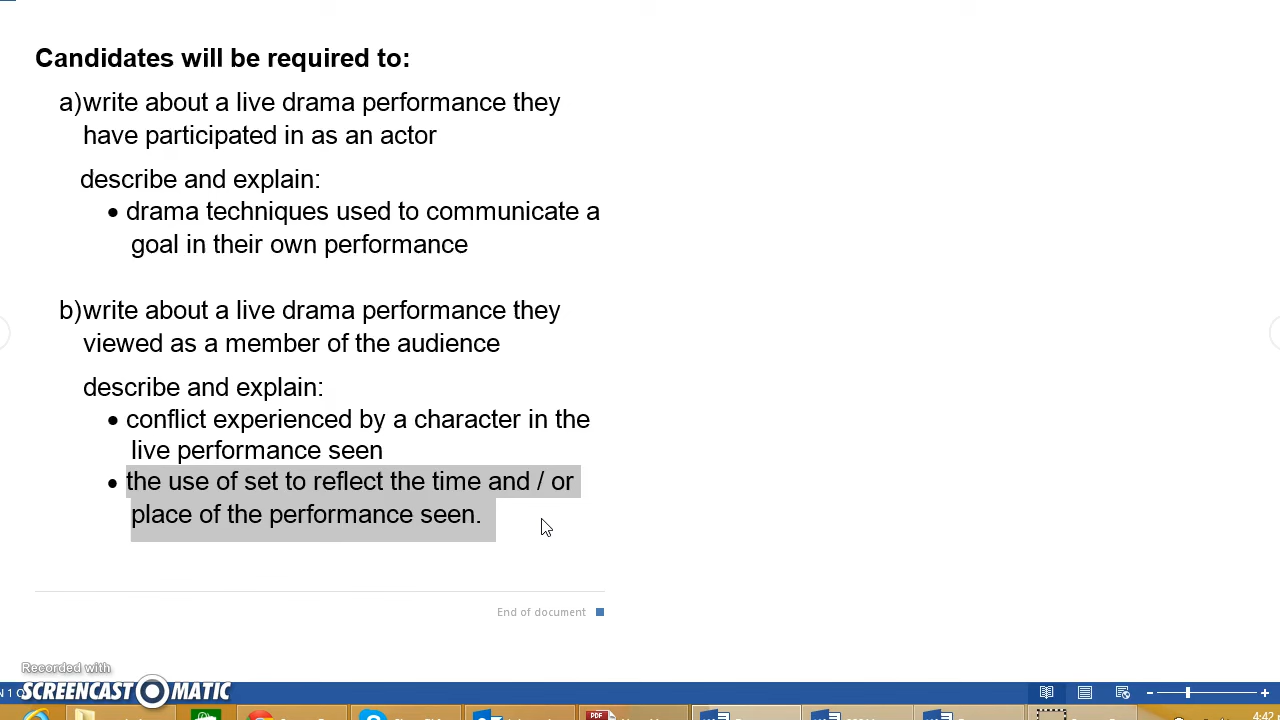 Candidates will be required to:
a)write about a live drama performance they
have participated in as an actor
describe and explain:
• drama techniques used to communicate a
goal in their own performance
b)write about a live drama performance they
viewed as a member of the audience
describe and explain:
• conflict experienced by a character in the
live performance seen
• the use of set to reflect the time and / or
place of the performance seen.
End of document
Recorded with
SCREENCAST MATIC
4:42